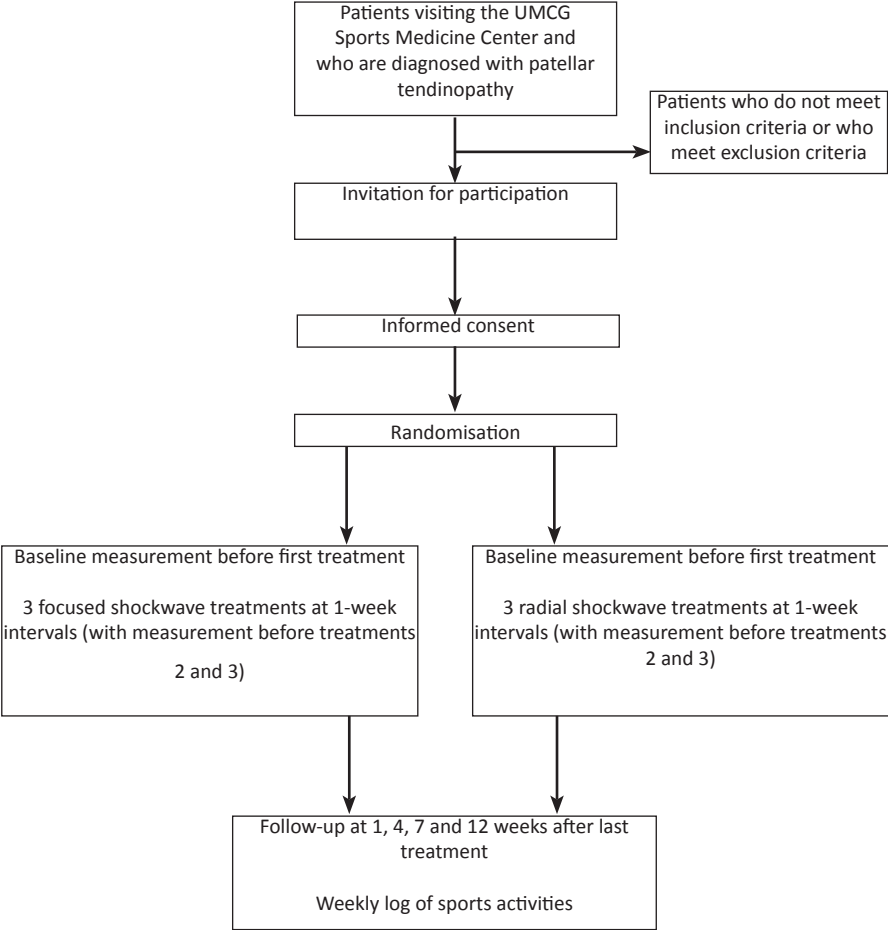 Patients visiting the UMCG
Sports Medicine Center and
who are diagnosed with patellar
tendinopathy
Patients who do not meet
inclusion criteria or who
meet exclusion criteria
Invitation for participation
Informed consent
Randomisation
Baseline measurement before first treatment
3 focused shockwave treatments at 1-week
intervals (with measurement before treatments
2 and 3)
Baseline measurement before first treatment
3 radial shockwave treatments at 1-week
intervals (with measurement before treatments
2 and 3)
Follow-up at 1, 4, 7 and 12 weeks after last
treatment
Weekly log of sports activities